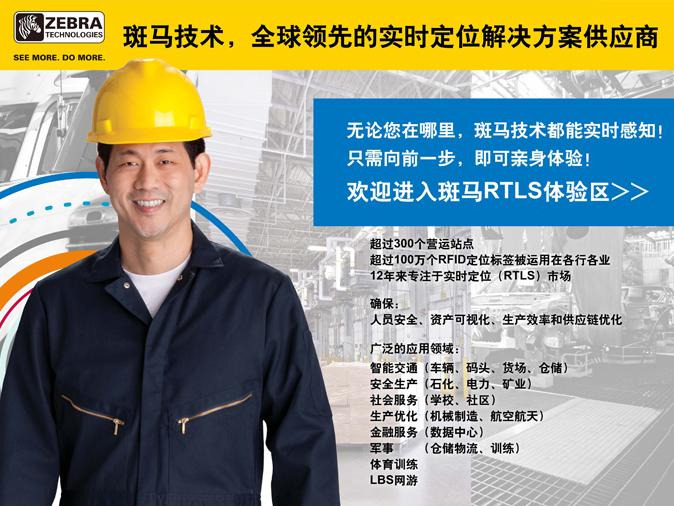 ZEBRA
TECHNOLOGIES
SEE MORE. DO MORE.
斑马技术，全球领先的实时定位解决方案供应商
无论您在哪里，斑马技术都能实时感知！
只需向前一步，即可亲身体验！
欢迎进入斑马RTLS体验区>>
超过300个营运站点
超过100万个RFID定位标签被运用在各行各业
12年来专注于实时定位（RTLS）市场
确保：
人员安全、资产可视化、生产效率和供应链优化
广泛的应用领域：
智能交通（车辆、码头、货场、仓储）
安全生产（石化、电力、矿业）
社会服务（学校、社区）
生产优化（机械制造、航空航天）
金融服务（数据中心）
军事　　（仓储物流、训练）
体育训练
LBS网游